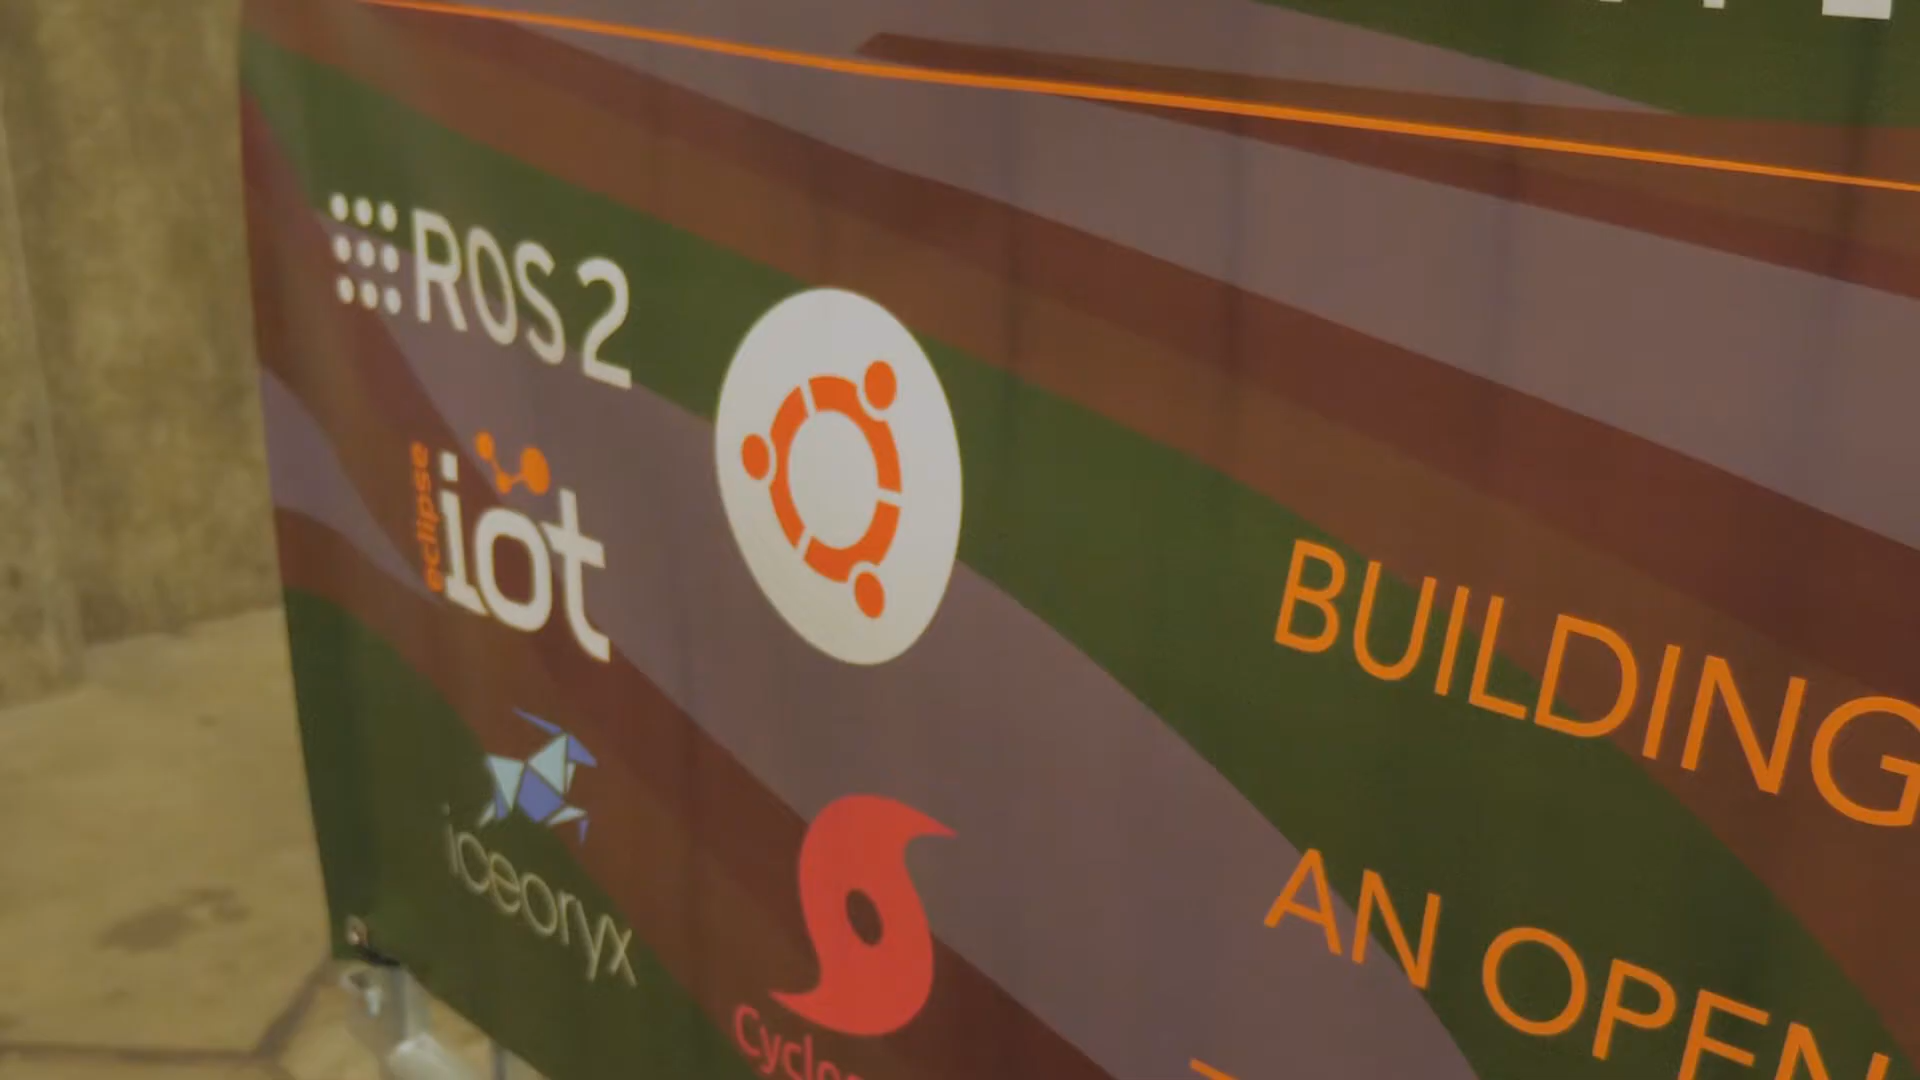 ROS 2
eclipse
iot
iceoryx
BUILDING
AN OPEN